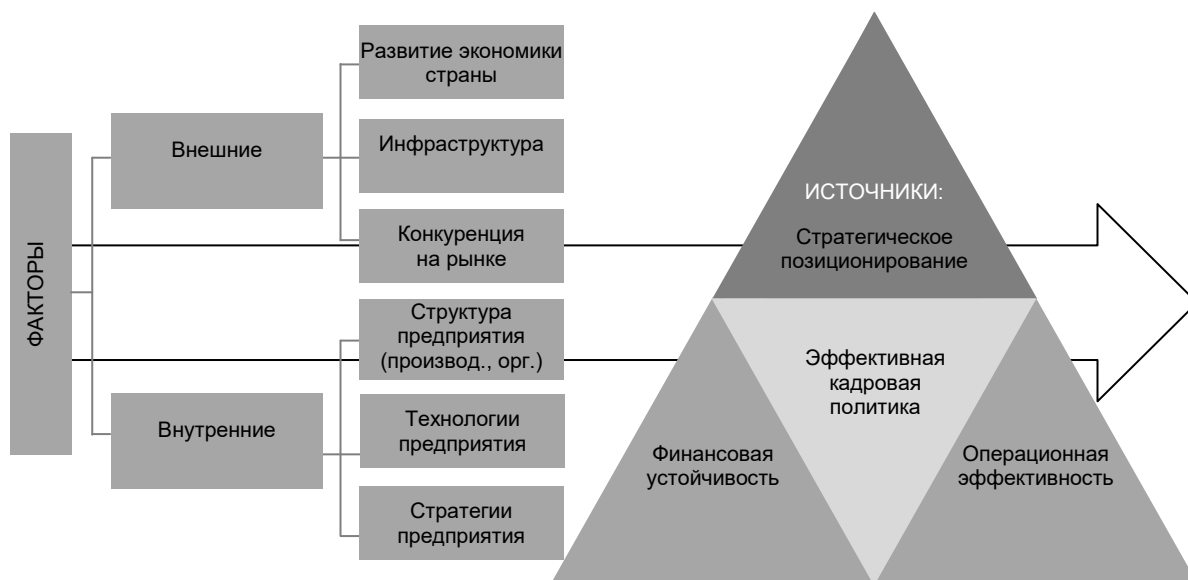 ФАКТОРЫ
Внешние
Развитие экономики
страны
Инфраструктура
Конкуренция
на рынке
Внутренние
Структура
предприятия
(производ., орг.)
Технологии
предприятия
Стратегии
предприятия
ИСТОЧНИКИ:
Стратегическое
позиционирование
Эффективная
кадровая
политика
Финансовая
устойчивость
Операционная
эффективность